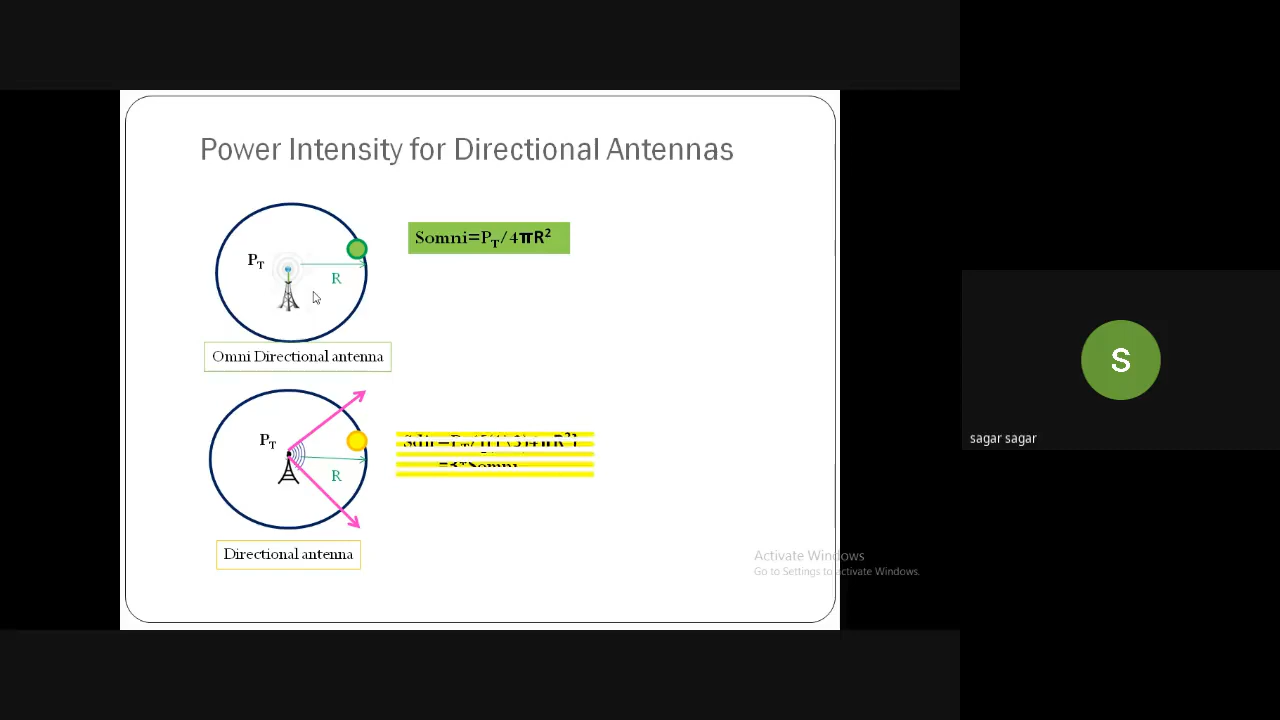 Power Intensity for Directional Antennas
Somni=PT/4πR²
PT
R
Omni Directional antenna
PT
R
Directional antenna
Activate Windows
Go to Settings to activate Windows.
S
sagar sagar